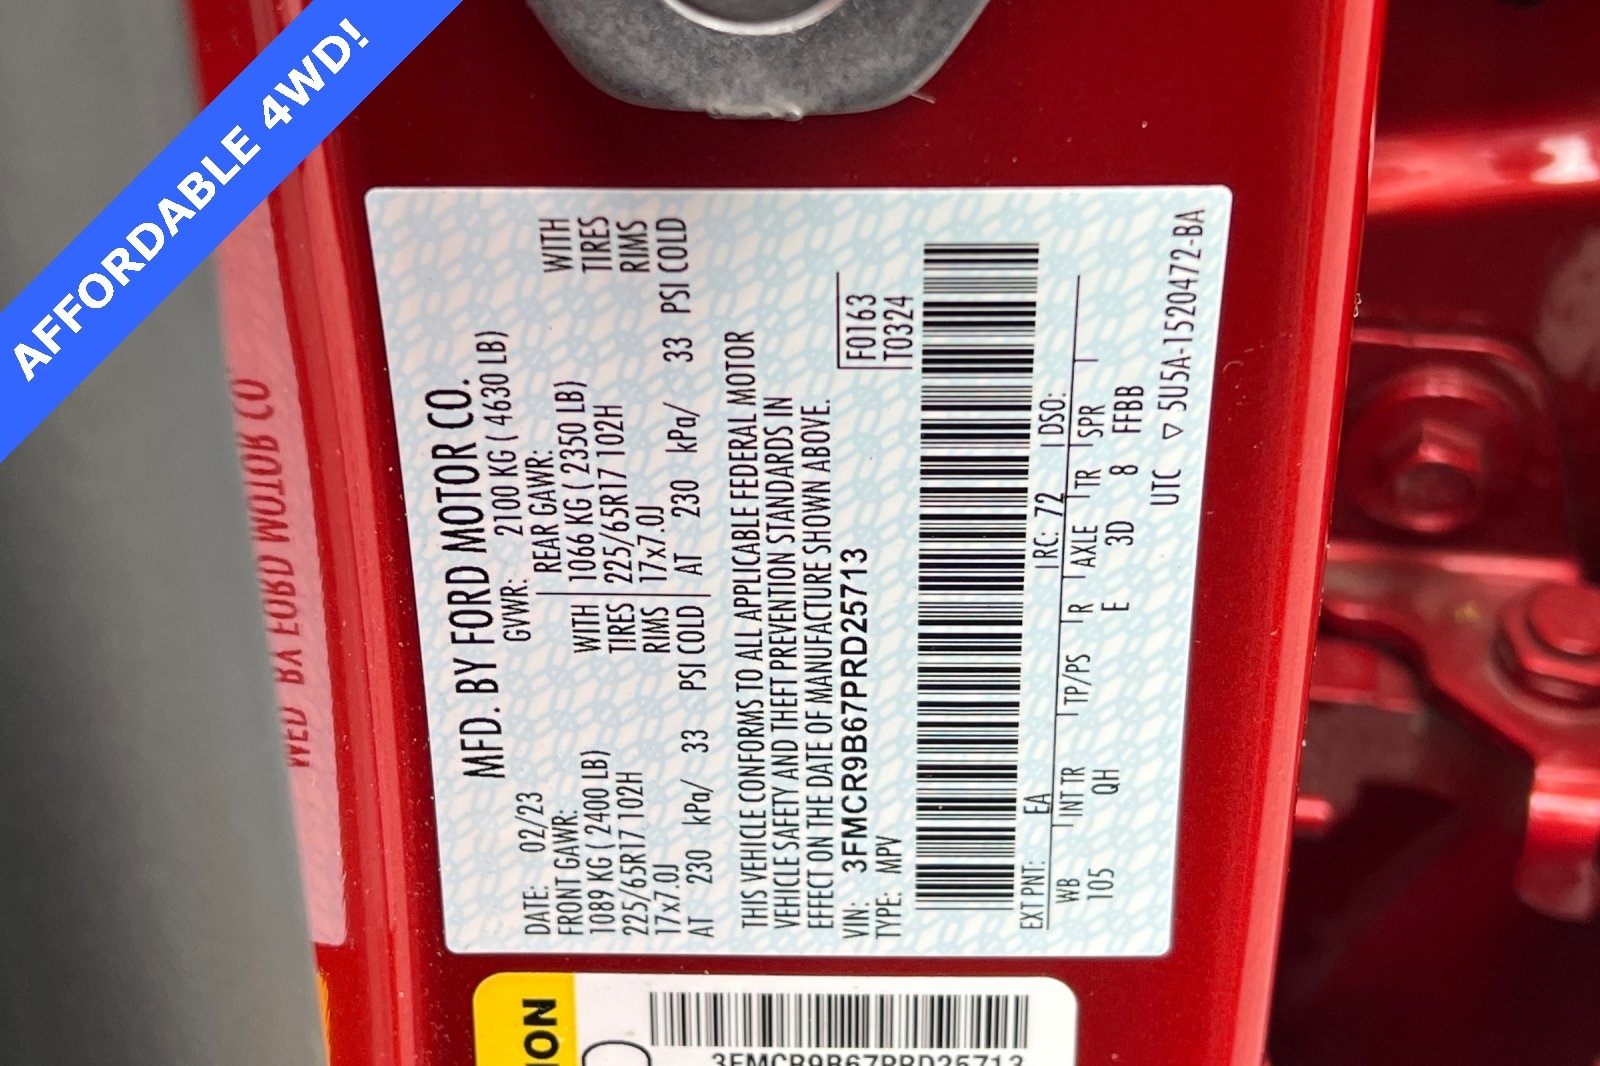 AFFORDABLE 4WD!
MFD. BY FORD MOTOR CO.
DATE: 02/23 GVWR: 2100 KG ( 4630 LB)
FRONT GAWR: REAR GAWR:
1089 KG ( 2400 LB) WITH 1066 KG ( 2350 LB) WITH
225/65R17 102H TIRES 225/65R17 102H TIRES
17x7.0J RIMS 17x7.0J RIMS
AT 230 kPa/ 33 PSI COLD AT 230 kPa/ 33 PSI COLD
THIS VEHICLE CONFORMS TO ALL APPLICABLE FEDERAL MOTOR
VEHICLE SAFETY AND THEFT PREVENTION STANDARDS IN
EFFECT ON THE DATE OF MANUFACTURE SHOWN ABOVE.
VIN: 3FMCR9B67PRD25713 F0163
TYPE: MPV T0324
EXT PNT: EA RC: 72 DSO:
WB INT TR TP/PS R AXLE TR SPR
105 QH E 3D 8 FFBB
UTC ▽ 5U5A-1520472-BA
3FMCR9B67PRD25713